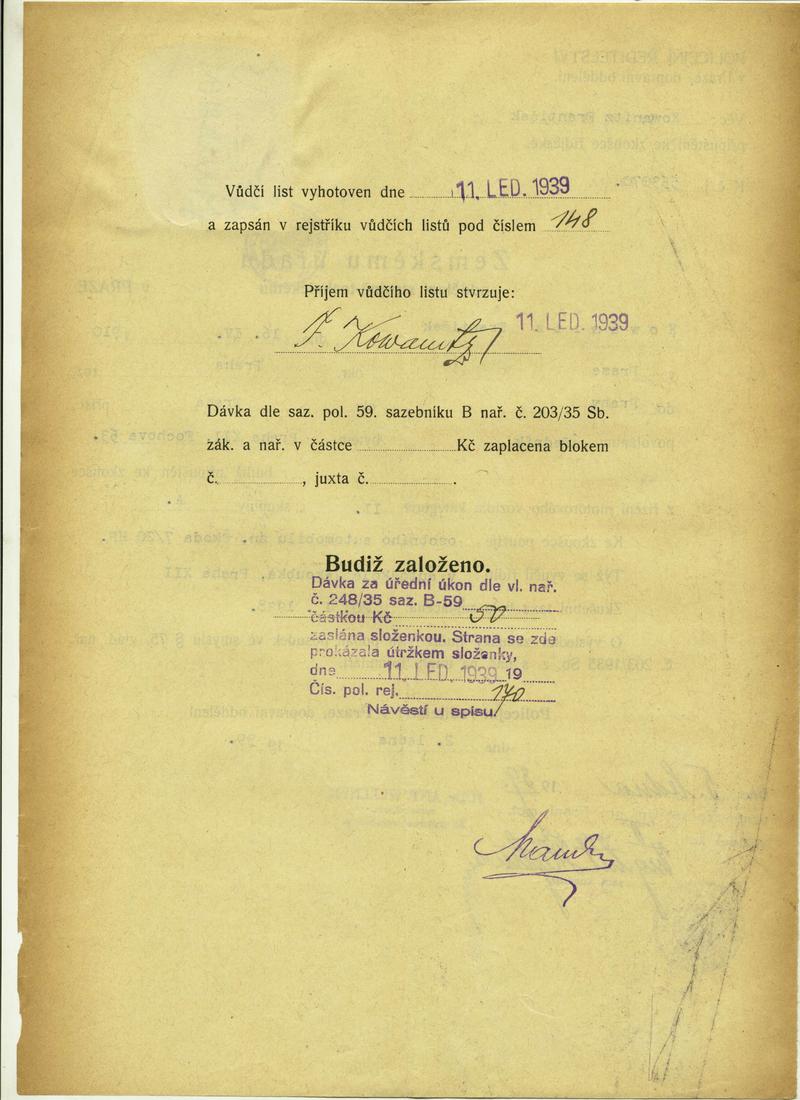 Vůdčí list vyhotoven dne 11. LED. 1939
a zapsán v rejstříku vůdčích listů pod číslem 148
Příjem vůdčího listu stvrzuje:
11. LED. 1939
F. Kowanitz
Dávka dle saz. pol. 59. sazebníku B nař. č. 203/35 Sb.
zák. a nař. v částce Kč zaplacena blokem
č. , juxta č. .
Budiž založeno.
Dávka za úřední úkon dle vl. nař.
č. 248/35 saz. B-59
částkou Kč 50
zaslána složenkou. Strana se zde
prokázala útržkem složenky,
dne 11. LED. 1939 19
Čís. pol. rej. 170
Návěstí u spisu.